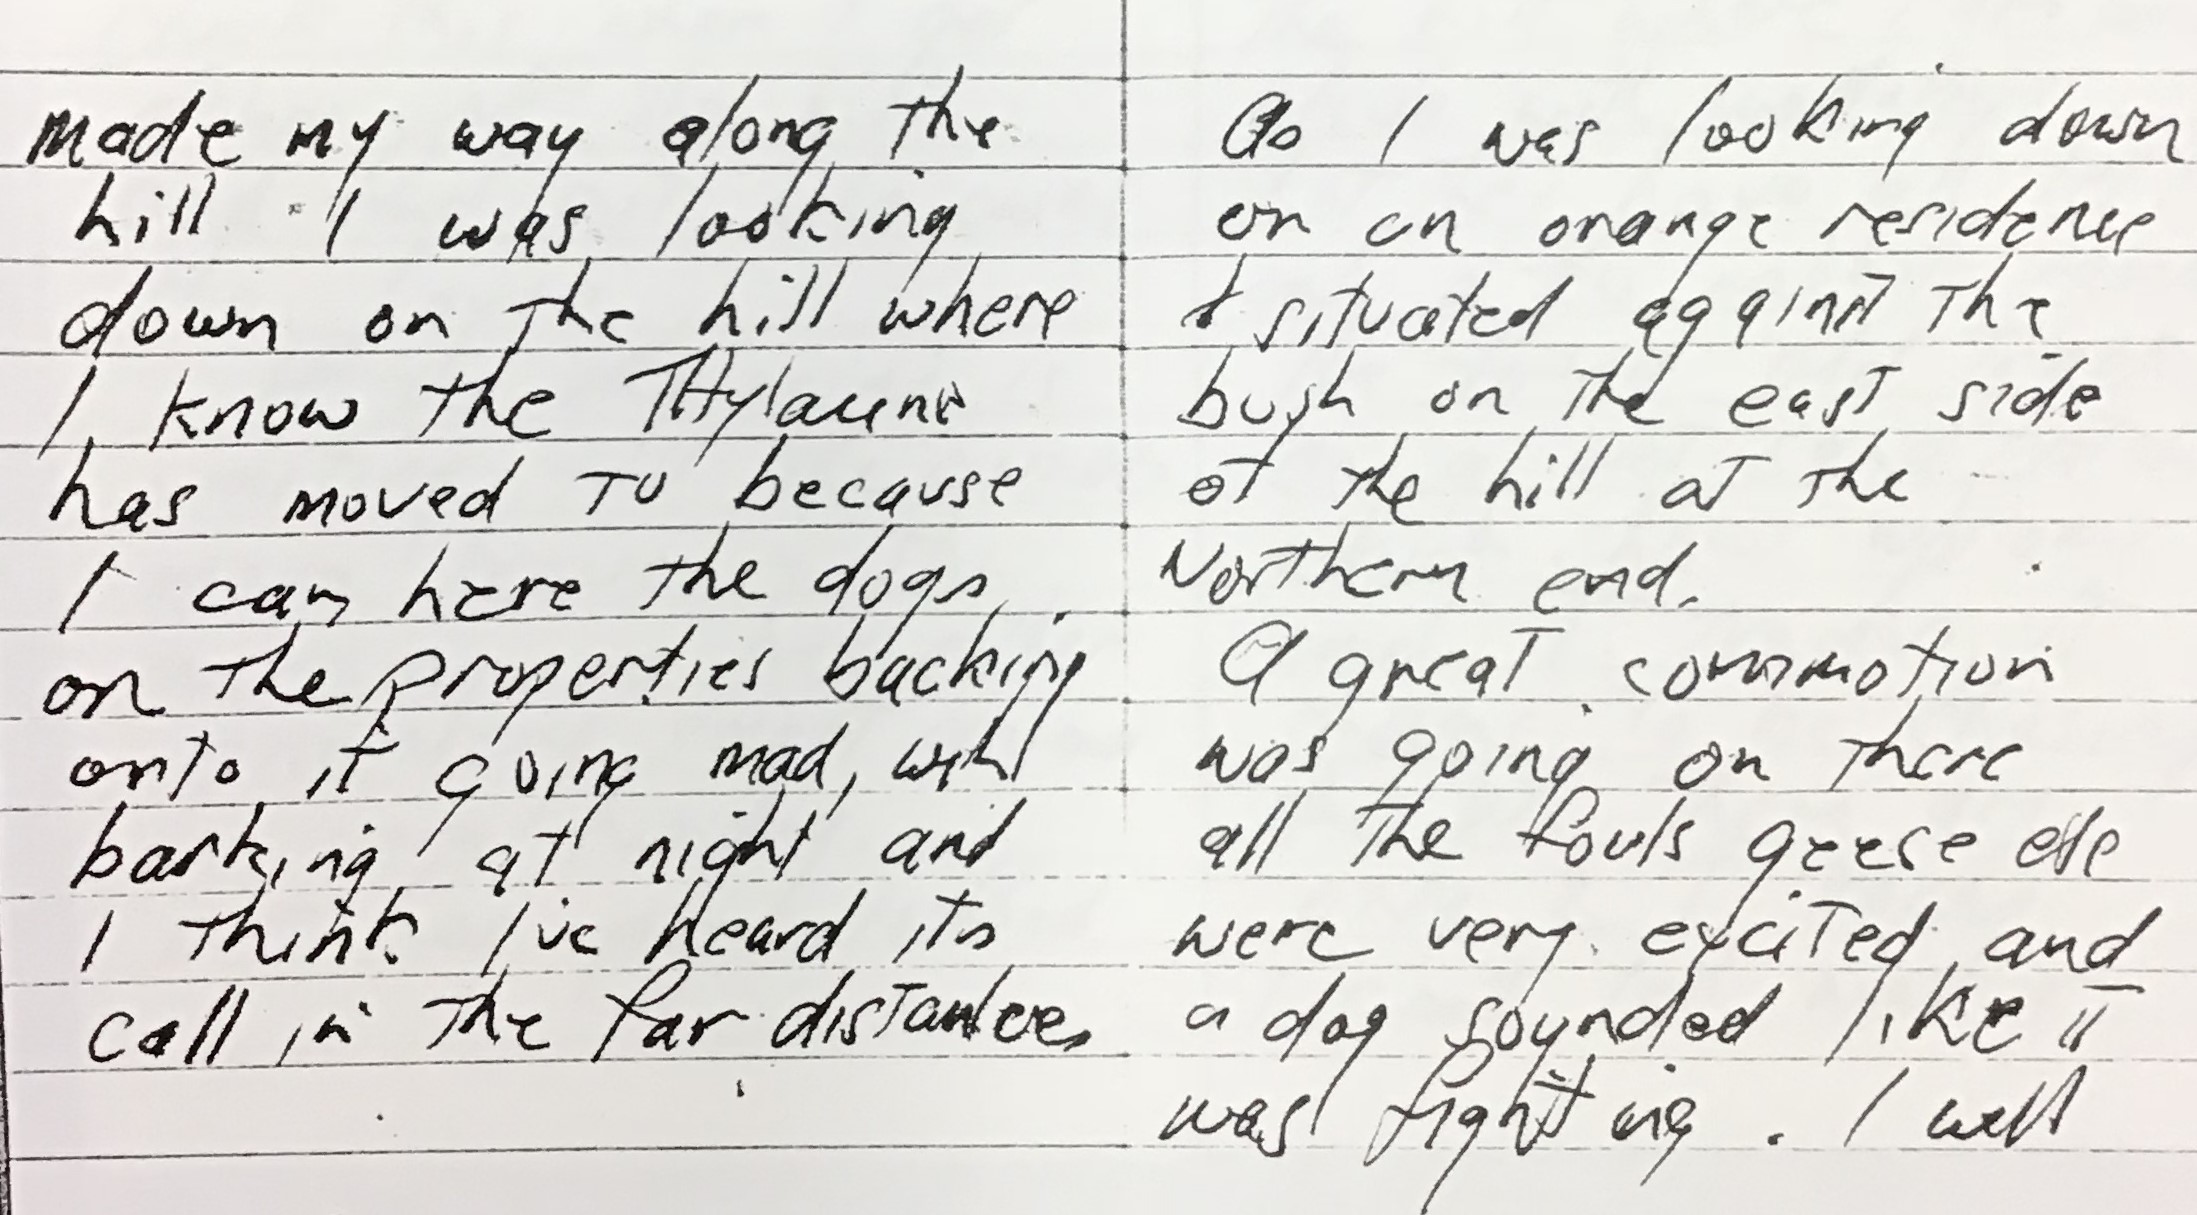 made my way along the
hill I was looking
down on the hill where
I know the THylacine
has moved to because
I can here the dogs
on the properties backing
onto it going mad, with
barking at night and
I think I've heard its
call in the far distance.
As I was looking down
on an orange residence
& situated against the
bush on the east side
of the hill at the
Northern end.
A great commotion
was going on there
all the fouls geese
were very excited and
a dog sounded like it
was fighting. I